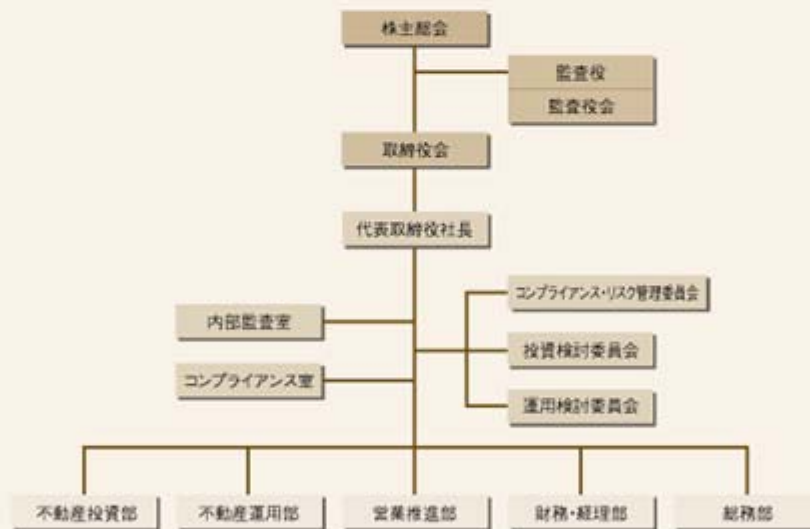 株主総会
監査役
監査役会
取締役会
代表取締役社長
コンプライアンス・リスク管理委員会
内部監査室
投資検討委員会
コンプライアンス室
運用検討委員会
不動産投資部
不動産運用部
営業推進部
財務・経理部
総務部